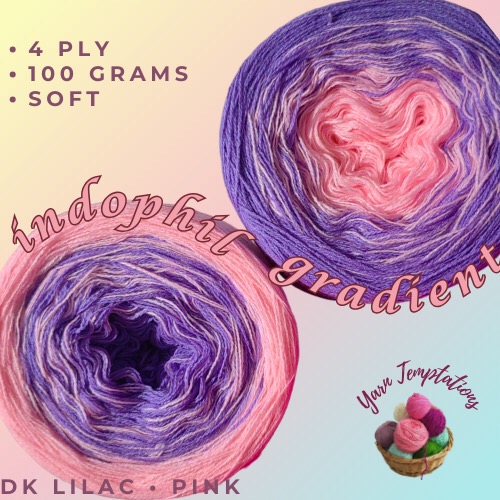 • 4 PLY
• 100 GRAMS
• SOFT
indophil gradient
Yarn Temptations
DK LILAC • PINK